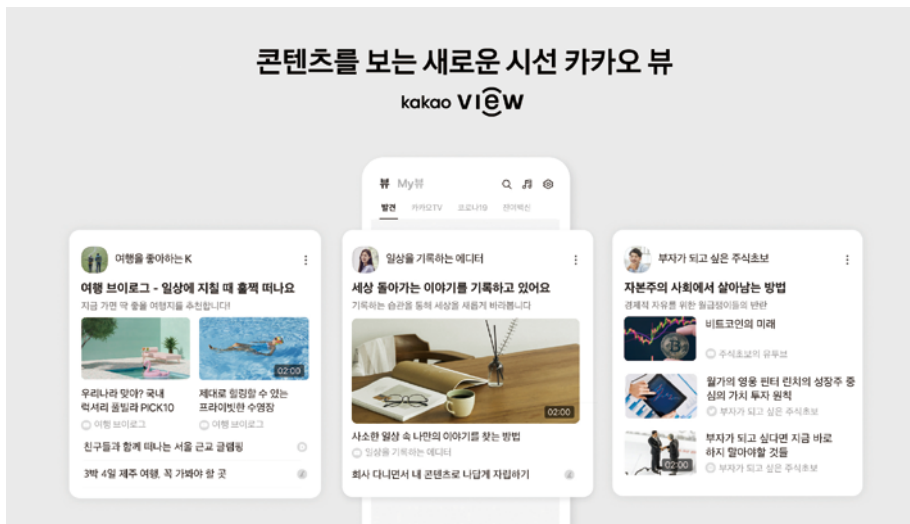 콘텐츠를 보는 새로운 시선 카카오 뷰
kakao view
뷰 My뷰
발견 카카오TV 코로나19 잔여백신
여행을 좋아하는 K
여행 브이로그 - 일상에 지칠 때 훌쩍 떠나요
지금 가면 딱 좋을 여행지를 추천합니다!
02:00
우리나라 맞아? 국내
럭셔리 풀빌라 PICK10
여행 브이로그
제대로 힐링할 수 있는
프라이빗한 수영장
여행 브이로그
친구들과 함께 떠나는 서울 근교 글램핑
3박 4일 제주 여행, 꼭 가봐야 할 곳
일상을 기록하는 에디터
세상 돌아가는 이야기를 기록하고 있어요
기록하는 습관을 통해 세상을 새롭게 바라봅니다
02:00
사소한 일상 속 나만의 이야기를 찾는 방법
일상을 기록하는 에디터
회사 다니면서 내 콘텐츠로 나답게 자립하기
부자가 되고 싶은 주식초보
자본주의 사회에서 살아남는 방법
경제적 자유를 위한 월급쟁이들의 반란
비트코인의 미래
주식초보의 유투브
월가의 영웅 핀터 린치의 성장주 중
심의 가치 투자 원칙
부자가 되고 싶은 주식초보
02:00
부자가 되고 싶다면 지금 바로
하지 말아야할 것들
부자가 되고 싶은 주식초보